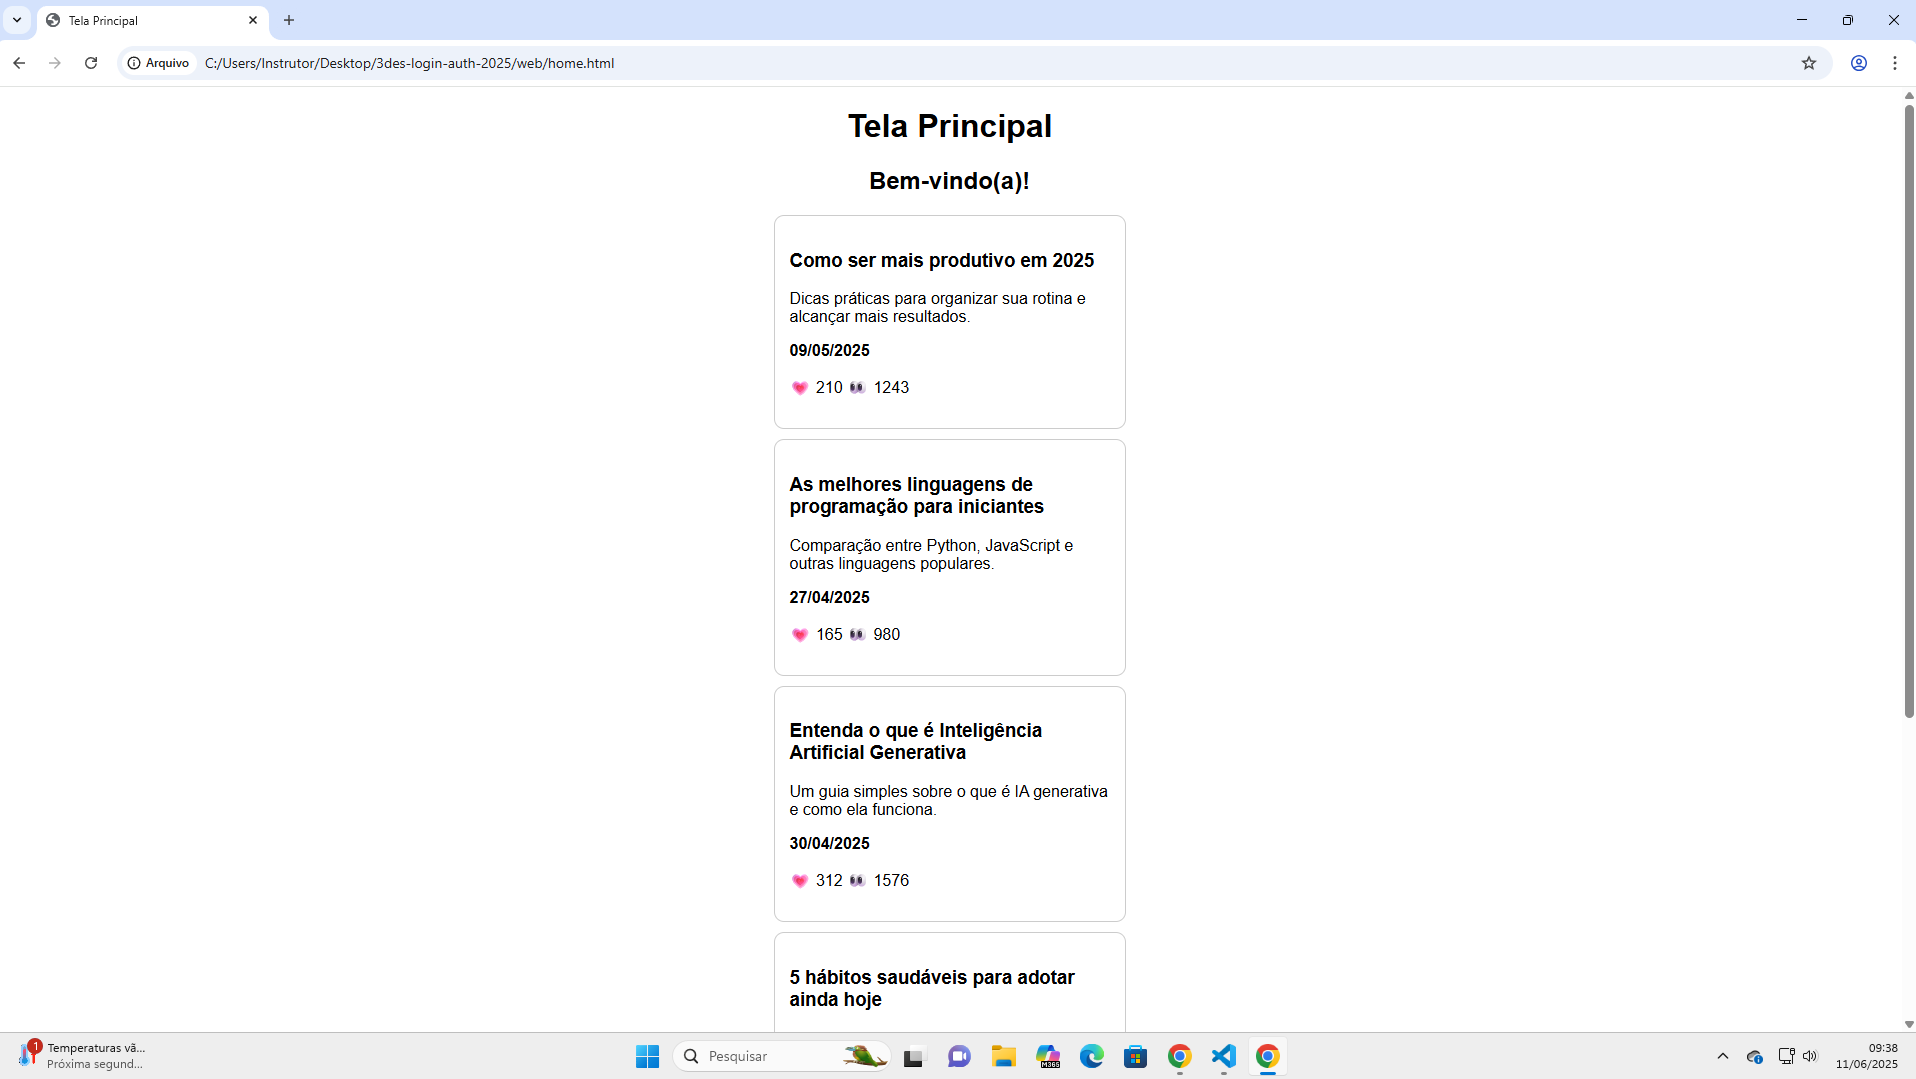 Tela Principal
Arquivo
C:/Users/Instrutor/Desktop/3des-login-auth-2025/web/home.html
Tela Principal
Bem-vindo(a)!
Como ser mais produtivo em 2025
Dicas práticas para organizar sua rotina e
alcançar mais resultados.
09/05/2025
💗 210 👀 1243
As melhores linguagens de
programação para iniciantes
Comparação entre Python, JavaScript e
outras linguagens populares.
27/04/2025
💗 165 👀 980
Entenda o que é Inteligência
Artificial Generativa
Um guia simples sobre o que é IA generativa
e como ela funciona.
30/04/2025
💗 312 👀 1576
5 hábitos saudáveis para adotar
ainda hoje
1
Temperaturas vã...
Próxima segund...
Pesquisar
M365
09:38
11/06/2025